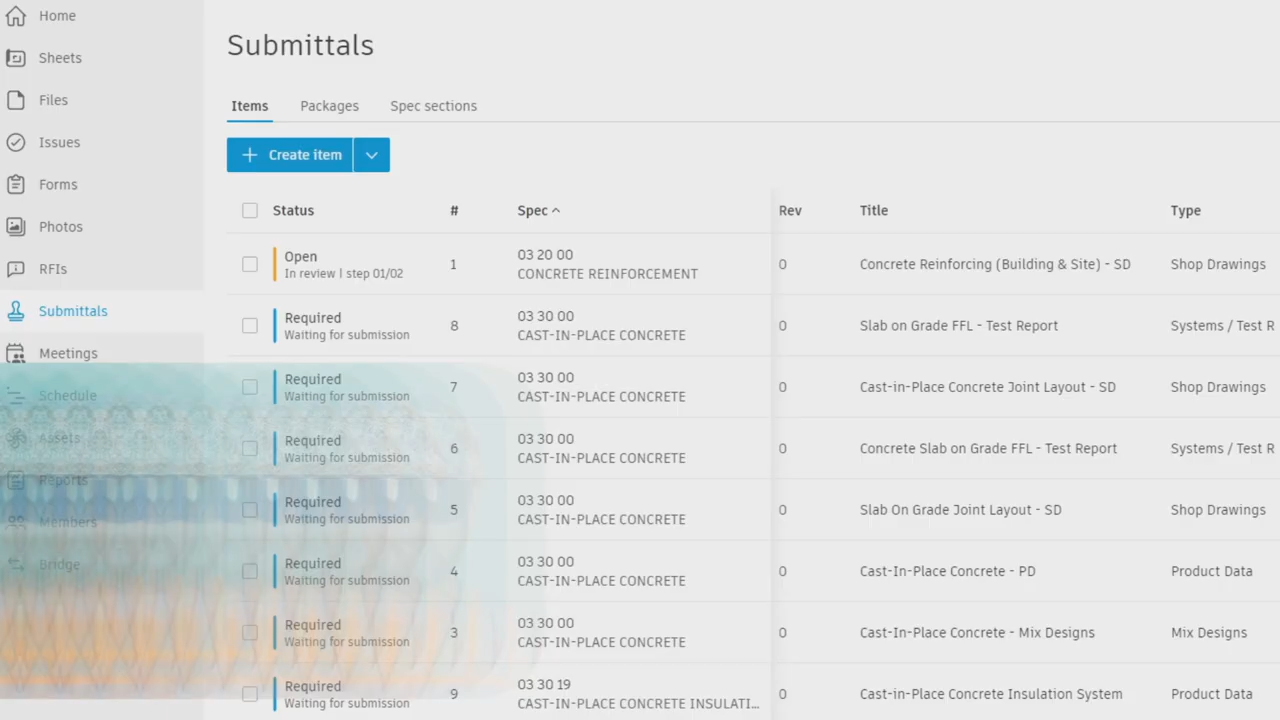 Home
Sheets
Files
Issues
Forms
Photos
RFIs
Submittals
Meetings
Schedule
Assets
Reports
Members
Bridge
Submittals
Items Packages Spec sections
+ Create item
Status # Spec Rev Title Type
Open 03 20 00
In review | step 01/02 1 CONCRETE REINFORCEMENT 0 Concrete Reinforcing (Building & Site) - SD Shop Drawings
Required 03 30 00
Waiting for submission 8 CAST-IN-PLACE CONCRETE 0 Slab on Grade FFL - Test Report Systems / Test R
Required 03 30 00
Waiting for submission 7 CAST-IN-PLACE CONCRETE 0 Cast-in-Place Concrete Joint Layout - SD Shop Drawings
Required 03 30 00
Waiting for submission 6 CAST-IN-PLACE CONCRETE 0 Concrete Slab on Grade FFL - Test Report Systems / Test R
Required 03 30 00
Waiting for submission 5 CAST-IN-PLACE CONCRETE 0 Slab On Grade Joint Layout - SD Shop Drawings
Required 03 30 00
Waiting for submission 4 CAST-IN-PLACE CONCRETE 0 Cast-In-Place Concrete - PD Product Data
Required 03 30 00
Waiting for submission 3 CAST-IN-PLACE CONCRETE 0 Cast-In-Place Concrete - Mix Designs Mix Designs
Required 03 30 19
Waiting for submission 9 CAST-IN-PLACE CONCRETE INSULATI... 0 Cast-in-Place Concrete Insulation System Product Data